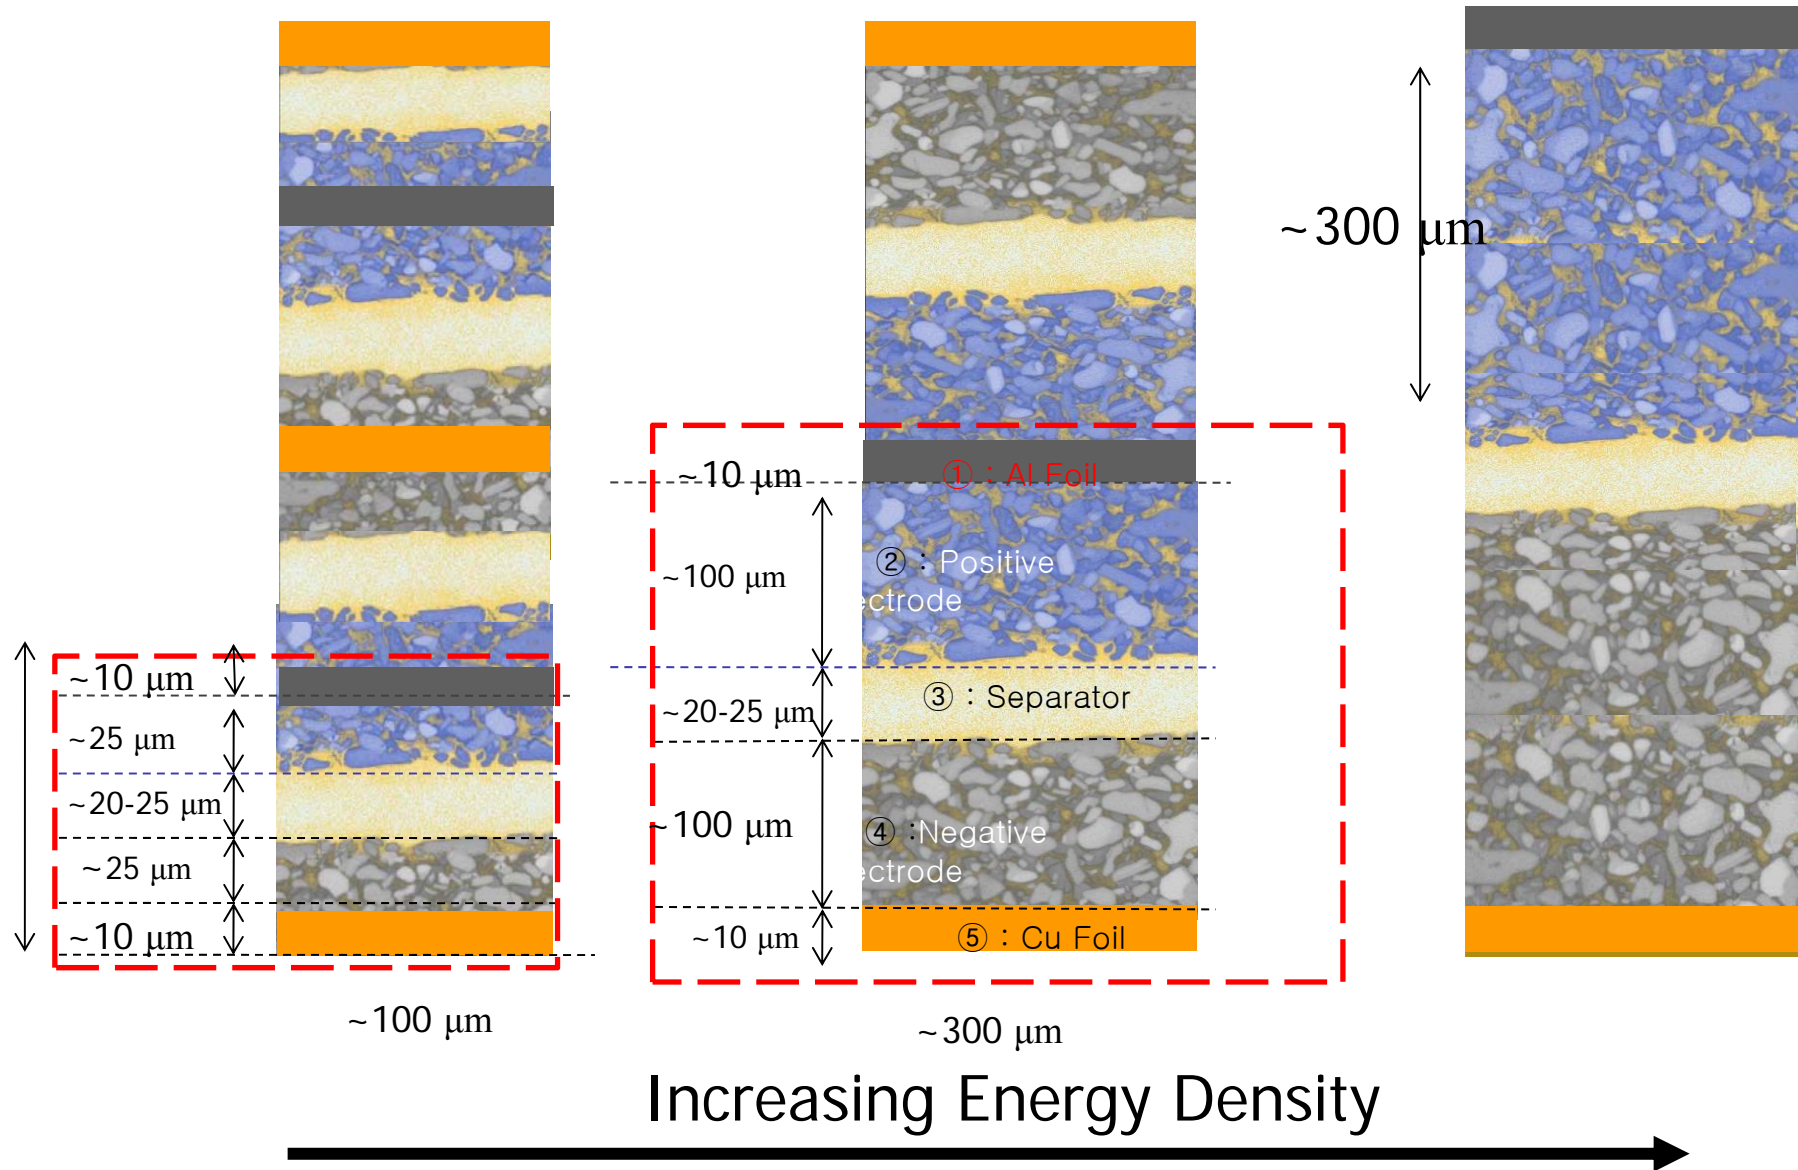 ~10 μm
~25 μm
~20-25 μm
~25 μm
~10 μm
~100 μm
~10 μm
~100 μm
~20-25 μm
~100 μm
~10 μm
① : Al Foil
② : Positive
ectrode
③ : Separator
④ :Negative
ectrode
⑤ : Cu Foil
~300 μm
~300 μm
Increasing Energy Density